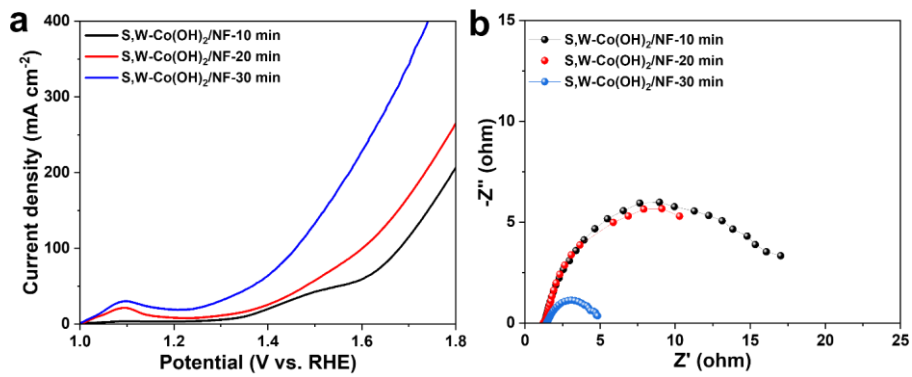 a
400
300
200
100
0
1.0
1.2
1.4
1.6
1.8
Current density (mA cm⁻²)
Potential (V vs. RHE)
S,W-Co(OH)₂/NF-10 min
S,W-Co(OH)₂/NF-20 min
S,W-Co(OH)₂/NF-30 min
b
15
10
5
0
0
5
10
15
20
25
-Z'' (ohm)
Z' (ohm)
S,W-Co(OH)₂/NF-10 min
S,W-Co(OH)₂/NF-20 min
S,W-Co(OH)₂/NF-30 min